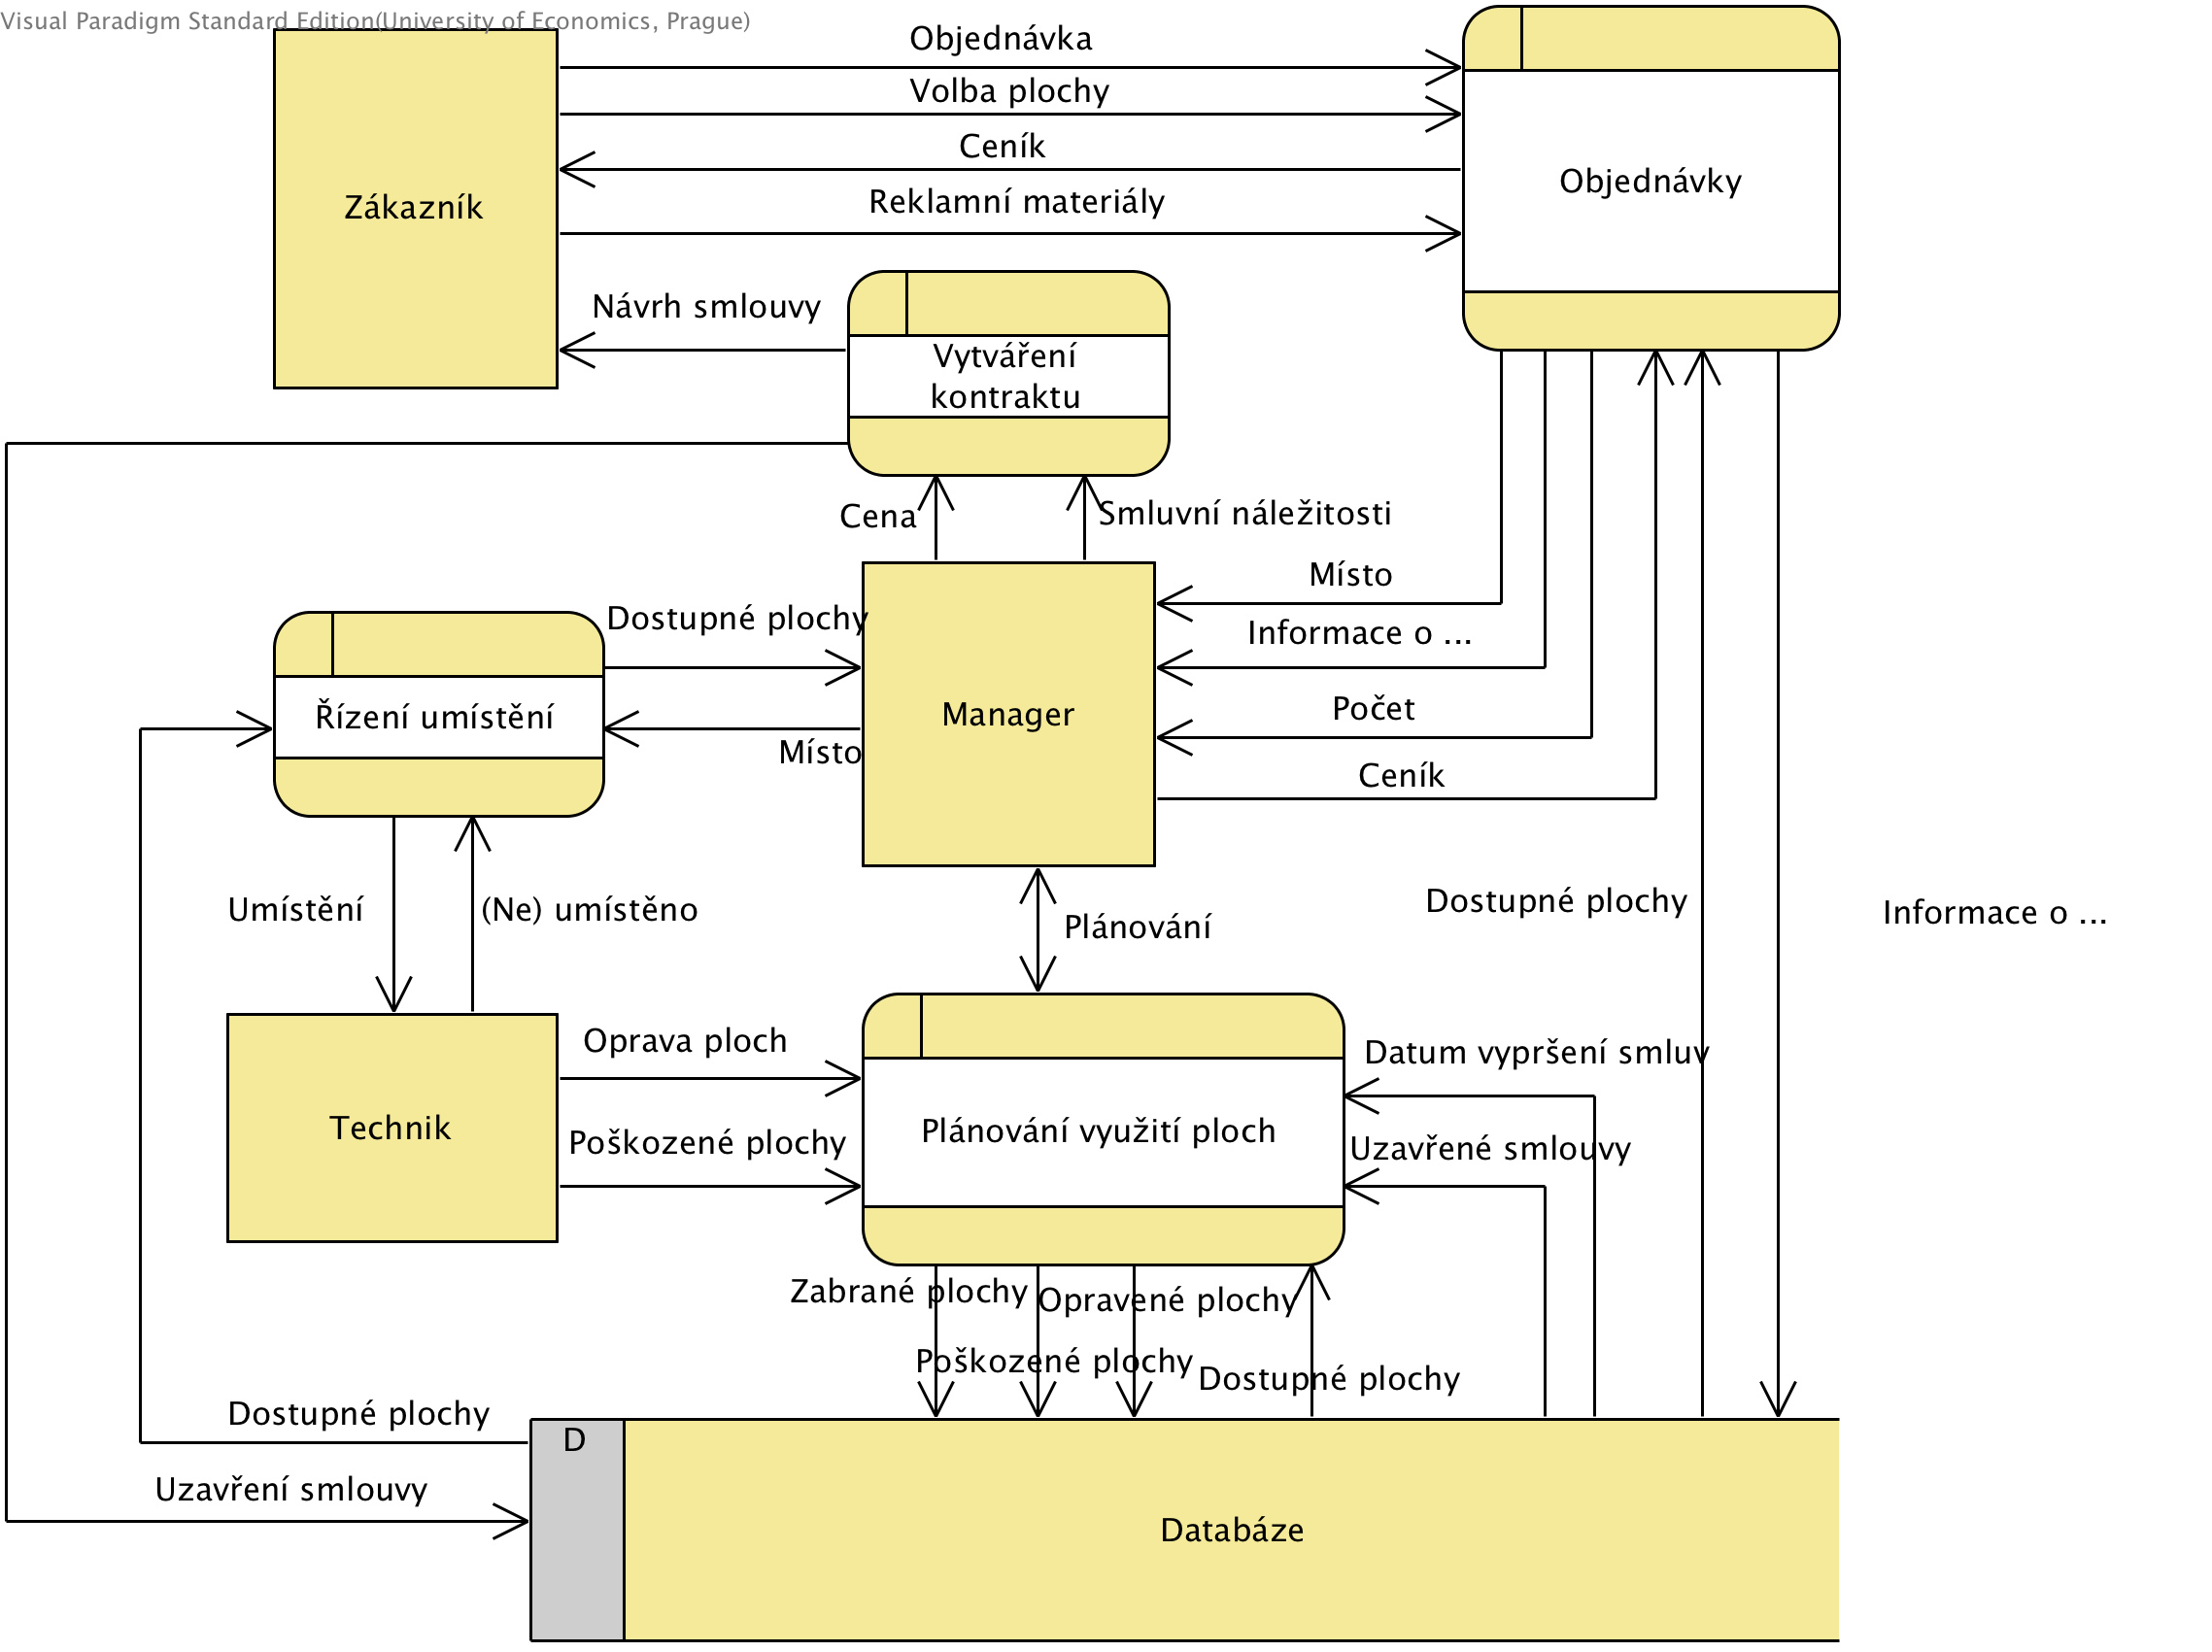 Visual Paradigm Standard Edition(University of Economics, Prague)
Objednávka
Volba plochy
Ceník
Objednávky
Zákazník
Reklamní materiály
Návrh smlouvy
Vytváření
kontraktu
Cena
Smluvní náležitosti
Místo
Dostupné plochy
Informace o ...
Řízení umístění
Manager
Počet
Místo
Ceník
Umístění
(Ne) umístěno
Plánování
Dostupné plochy
Informace o ...
Oprava ploch
Datum vypršení smluv
Technik
Plánování využití ploch
Poškozené plochy
Uzavřené smlouvy
Zabrané plochy
Opravené plochy
Poškozené plochy
Dostupné plochy
Dostupné plochy
D
Uzavření smlouvy
Databáze